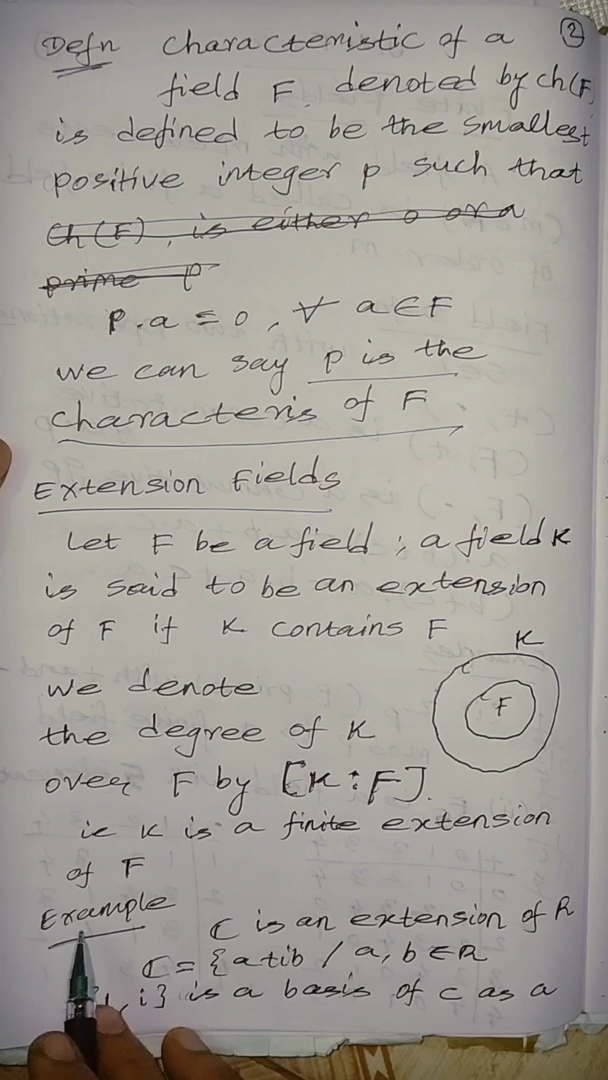 ②
Defn Characteristic of a
field F denoted by ch(F)
is defined to be the smallest
positive integer p such that
Ch(F), is either 0 or a
prime p
p.a = 0, ∀ a ∈ F
we can say p is the
characteris of F
Extension Fields
Let F be a field ; a field K
is said to be an extension
of F if K contains F
K
F
we denote
the degree of K
over F by [K : F].
ie K is a finite extension
of F
Example
C is an extension of R
C = {a+ib / a, b ∈ R
i} is a basis of C as a